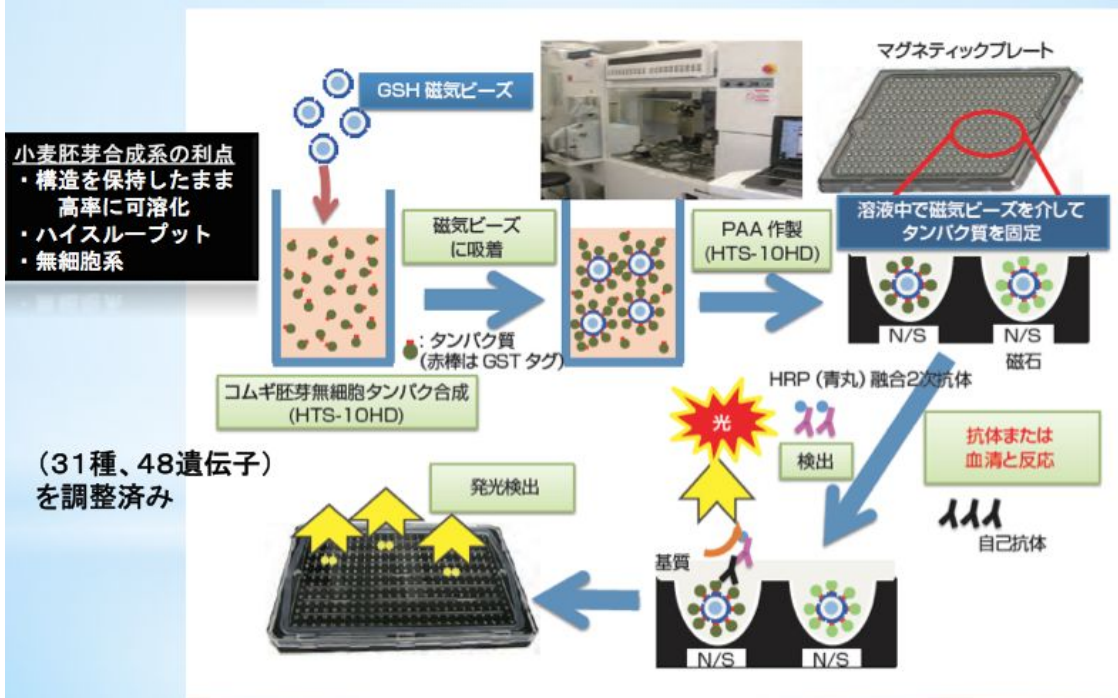 マグネティックプレート
GSH 磁気ビーズ
小麦胚芽合成系の利点
・構造を保持したまま
高率に可溶化
・ハイスループット
・無細胞系
磁気ビーズ
に吸着
PAA 作製
(HTS-10HD)
溶液中で磁気ビーズを介して
タンパク質を固定
N/S
N/S
磁石
: タンパク質
(赤棒は GST タグ)
コムギ胚芽無細胞タンパク合成
(HTS-10HD)
HRP (青丸) 融合2次抗体
光
検出
抗体または
血清と反応
自己抗体
(31種、48遺伝子)
を調整済み
発光検出
基質
N/S
N/S